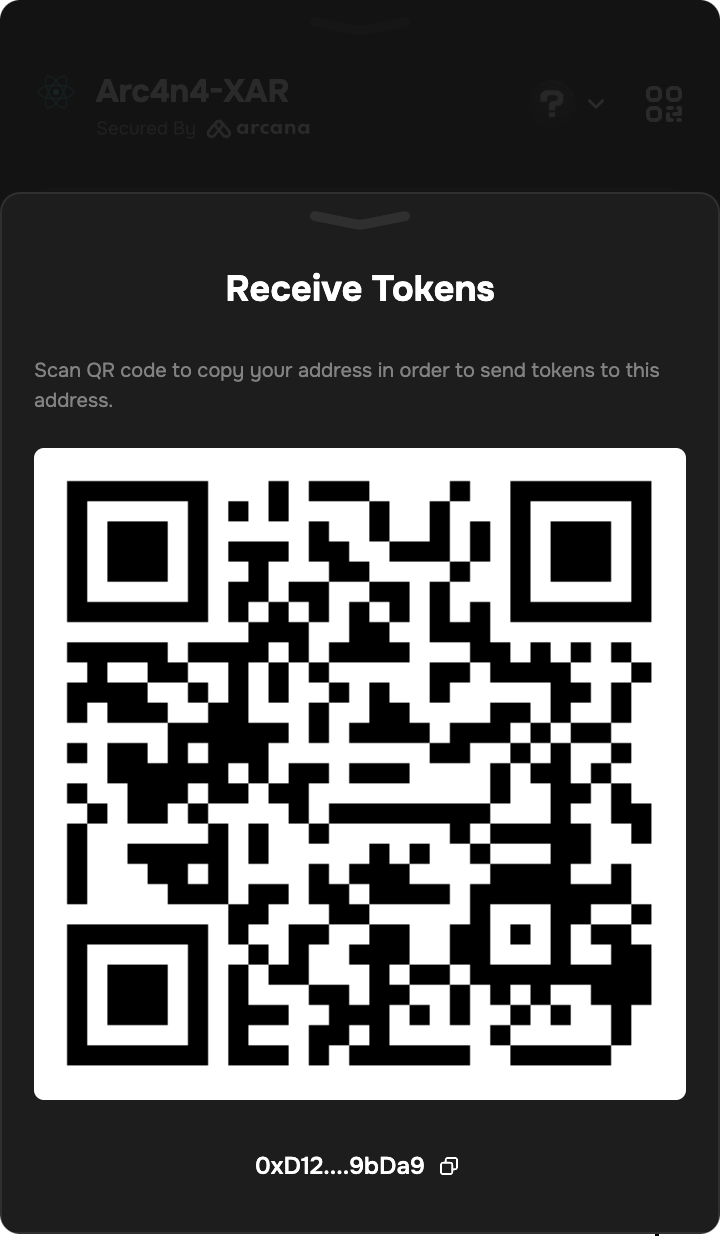 Arc4n4-XAR
Secured By arcana
?
Receive Tokens
Scan QR code to copy your address in order to send tokens to this
address.
0xD12....9bDa9